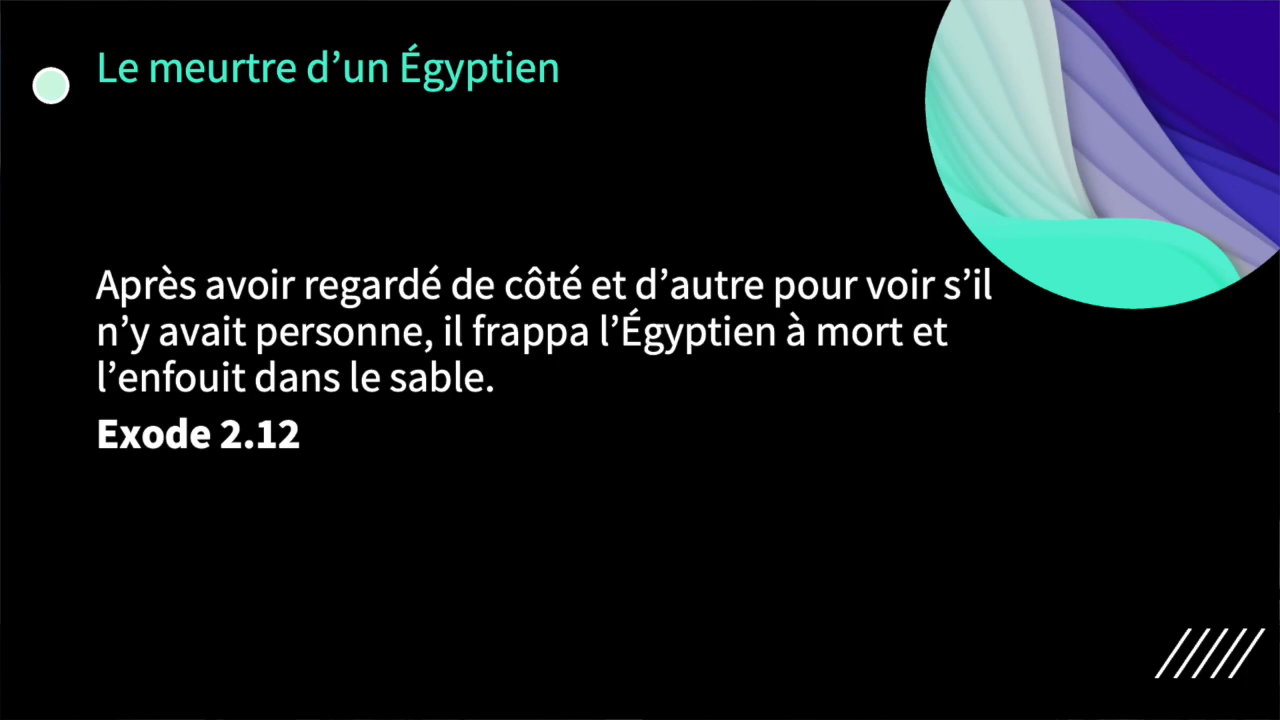 Le meurtre d’un Égyptien
Après avoir regardé de côté et d’autre pour voir s’il
n’y avait personne, il frappa l’Égyptien à mort et
l’enfouit dans le sable.
Exode 2.12